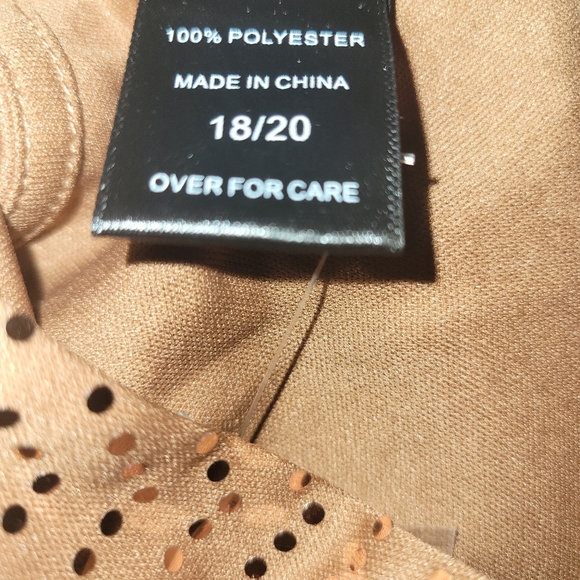 100% POLYESTER
MADE IN CHINA
18/20
OVER FOR CARE